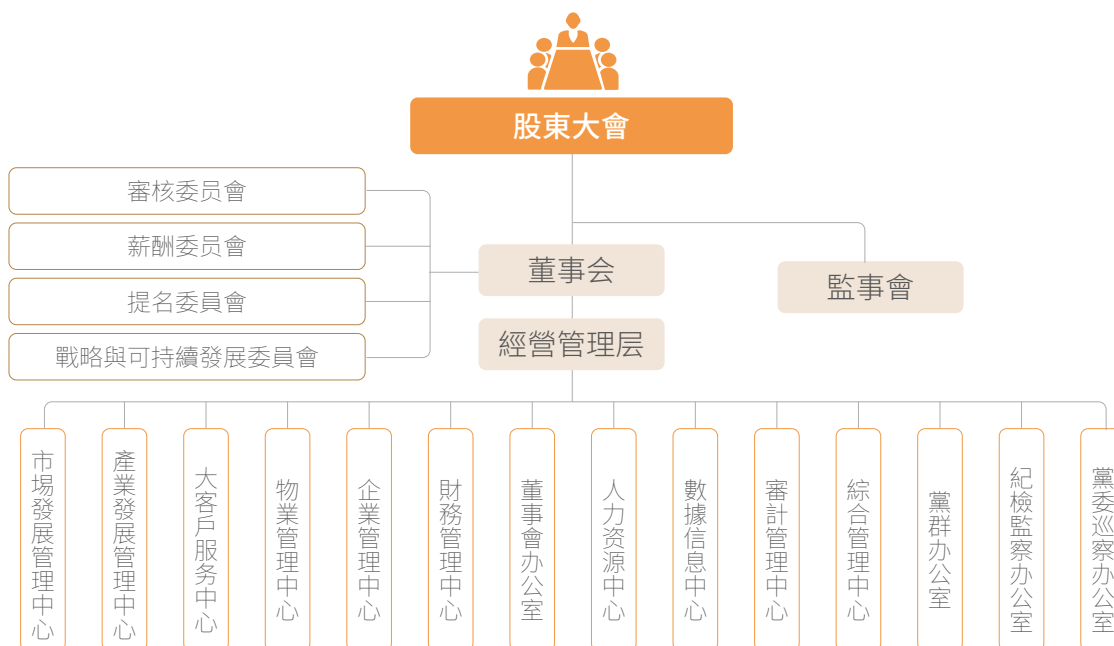 股東大會
審核委员會
薪酬委员會
提名委員會
戰略與可持續發展委員會
董事会
監事會
經營管理层
市場發展管理中心
產業發展管理中心
大客戶服务中心
物業管理中心
企業管理中心
財務管理中心
董事會办公室
人力资源中心
數據信息中心
審計管理中心
綜合管理中心
黨群办公室
紀檢監察办公室
黨委巡察办公室